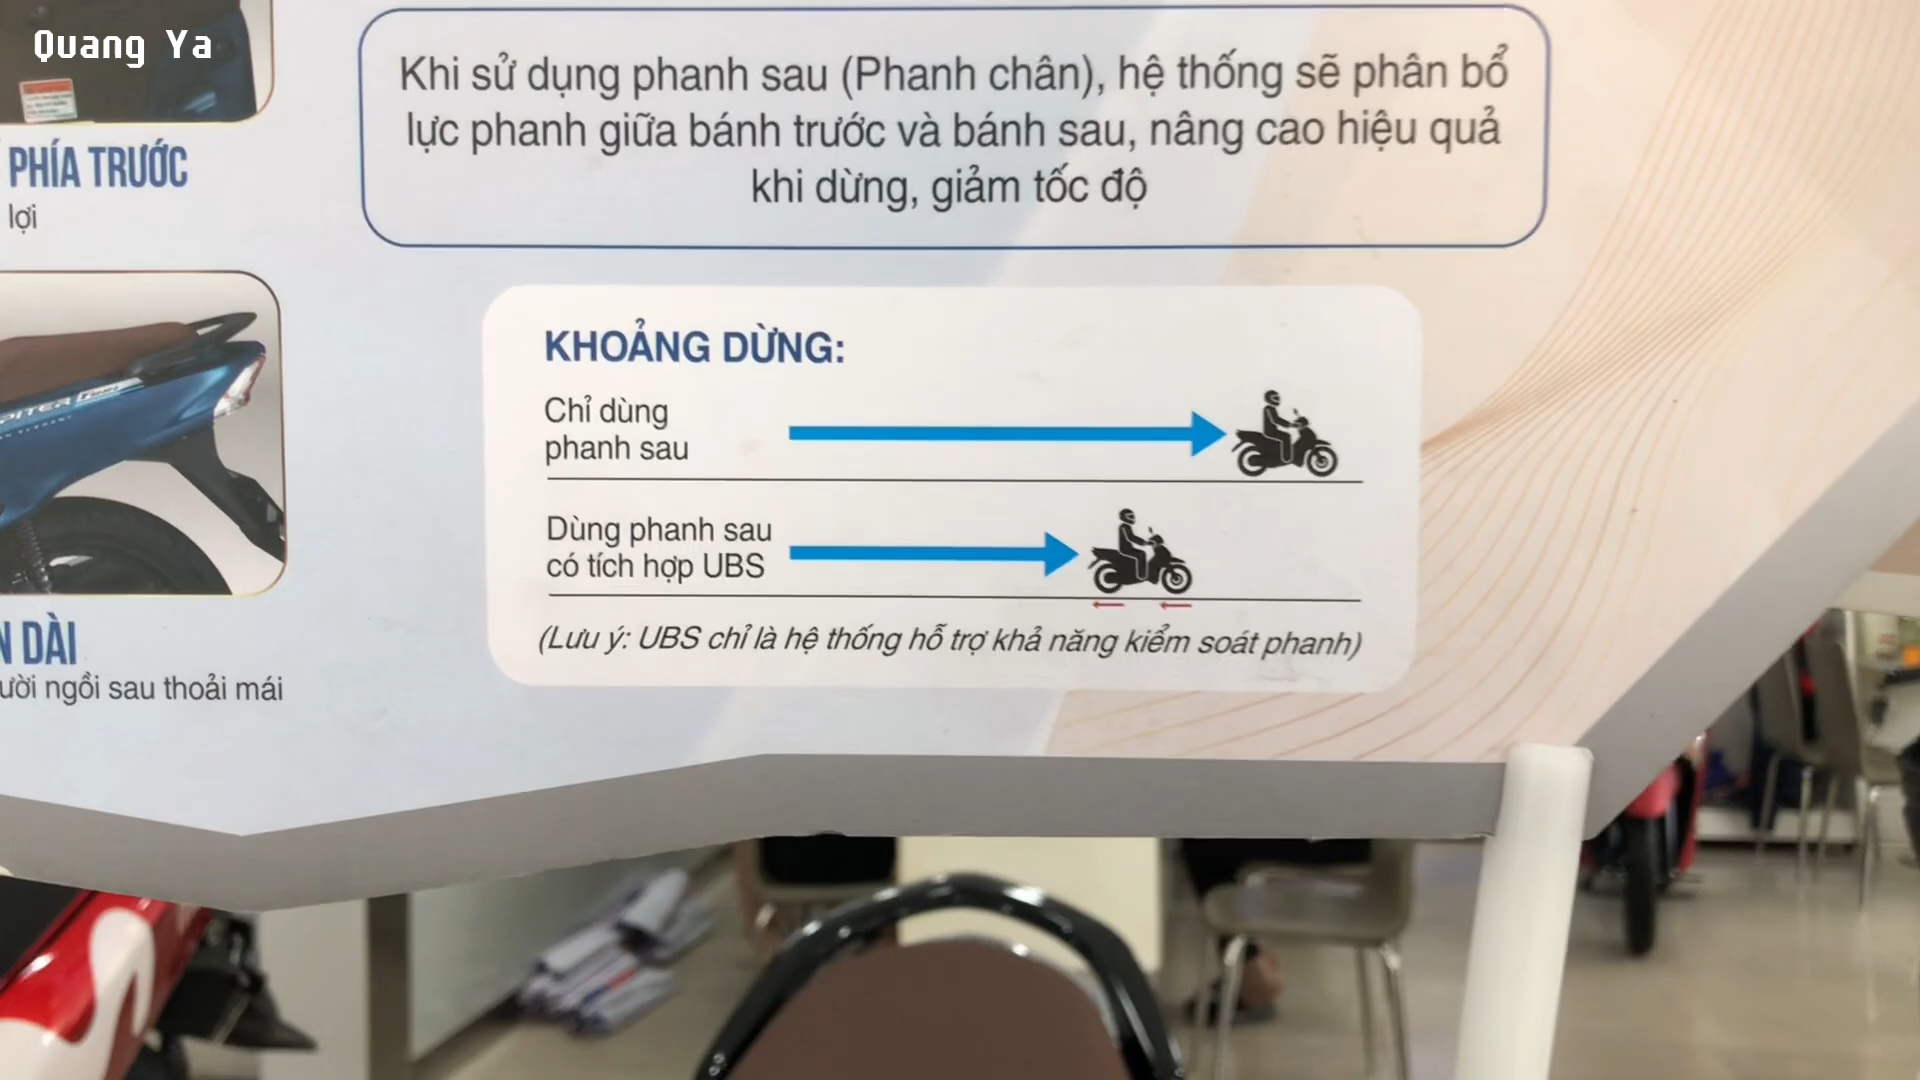 Quang Ya
Khi sử dụng phanh sau (Phanh chân), hệ thống sẽ phân bổ
lực phanh giữa bánh trước và bánh sau, nâng cao hiệu quả
khi dừng, giảm tốc độ
PHÍA TRƯỚC
lợi
KHOẢNG DỪNG:
Chỉ dùng
phanh sau
Dùng phanh sau
có tích hợp UBS
(Lưu ý: UBS chỉ là hệ thống hỗ trợ khả năng kiểm soát phanh)
PITER FINN
N DÀI
ười ngồi sau thoải mái